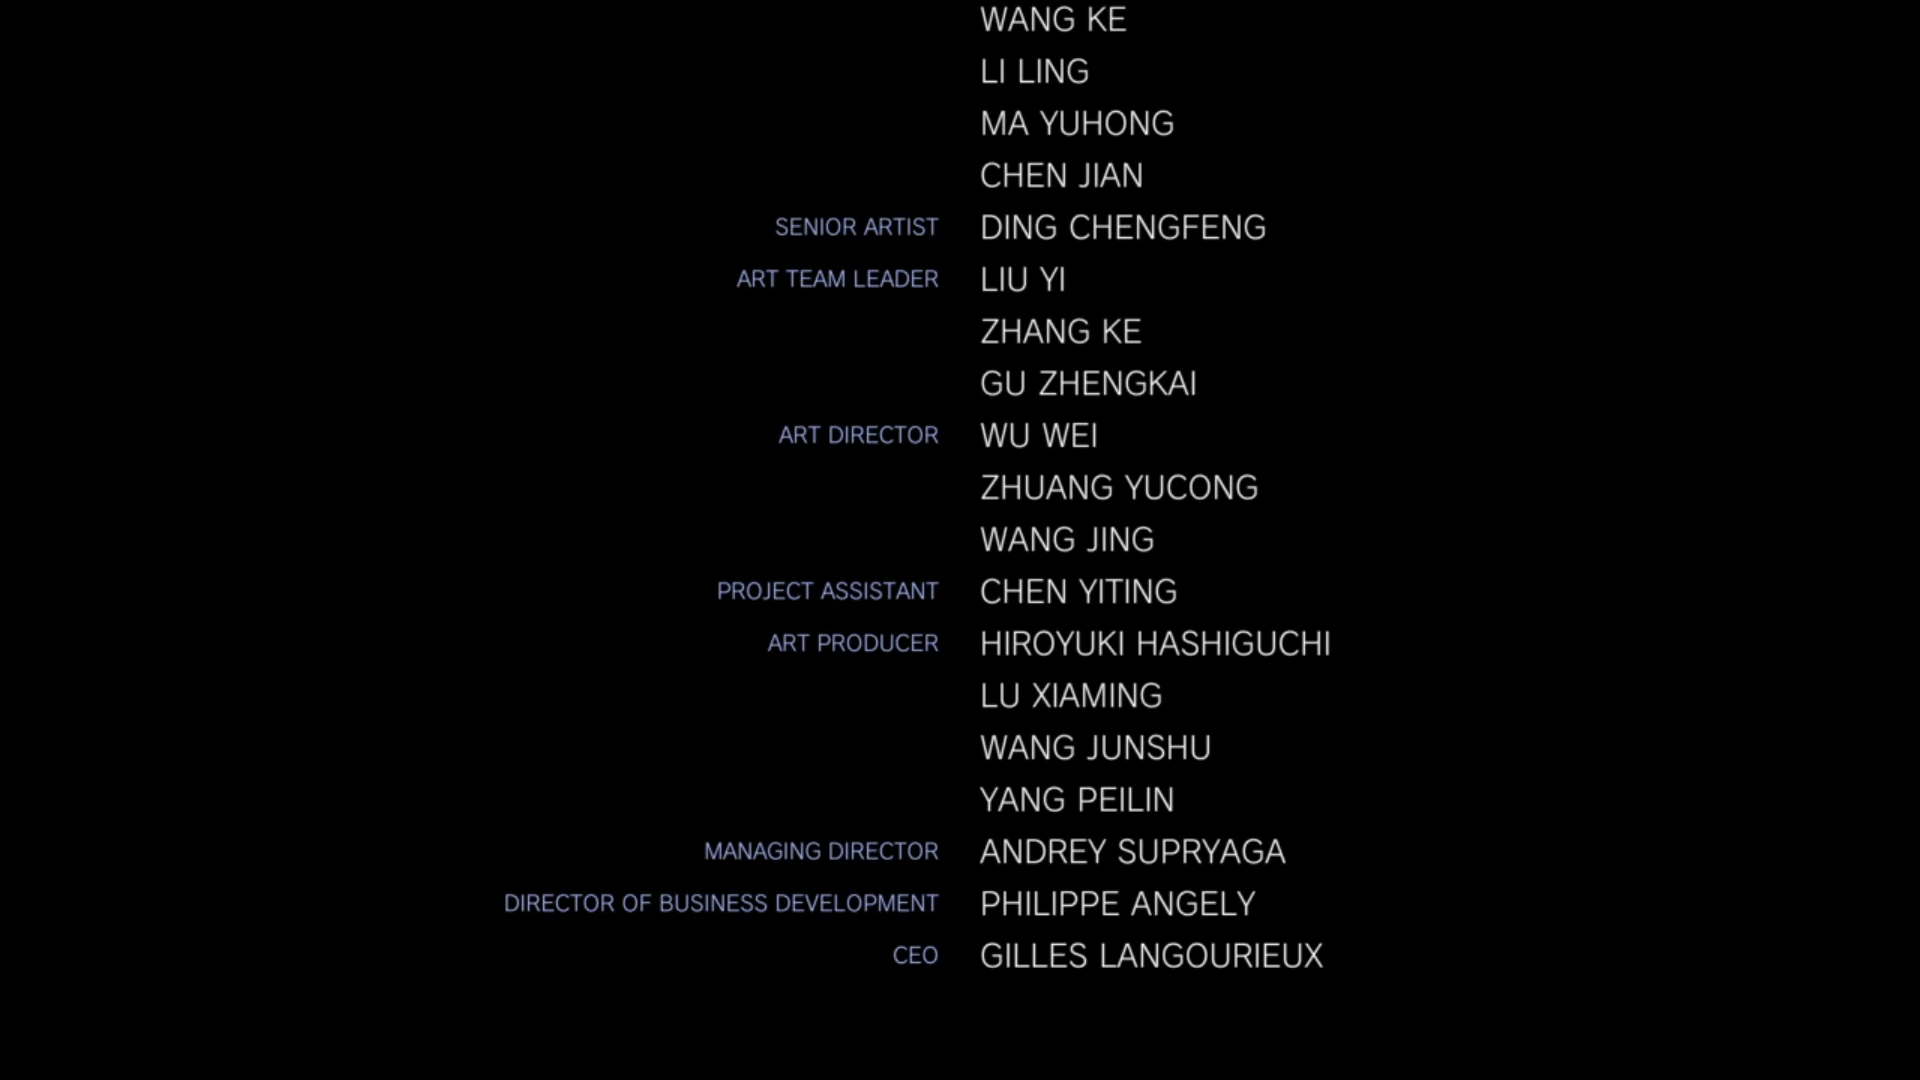 WANG KE
LI LING
MA YUHONG
CHEN JIAN
SENIOR ARTIST DING CHENGFENG
ART TEAM LEADER LIU YI
ZHANG KE
GU ZHENGKAI
ART DIRECTOR WU WEI
ZHUANG YUCONG
WANG JING
PROJECT ASSISTANT CHEN YITING
ART PRODUCER HIROYUKI HASHIGUCHI
LU XIAMING
WANG JUNSHU
YANG PEILIN
MANAGING DIRECTOR ANDREY SUPRYAGA
DIRECTOR OF BUSINESS DEVELOPMENT PHILIPPE ANGELY
CEO GILLES LANGOURIEUX